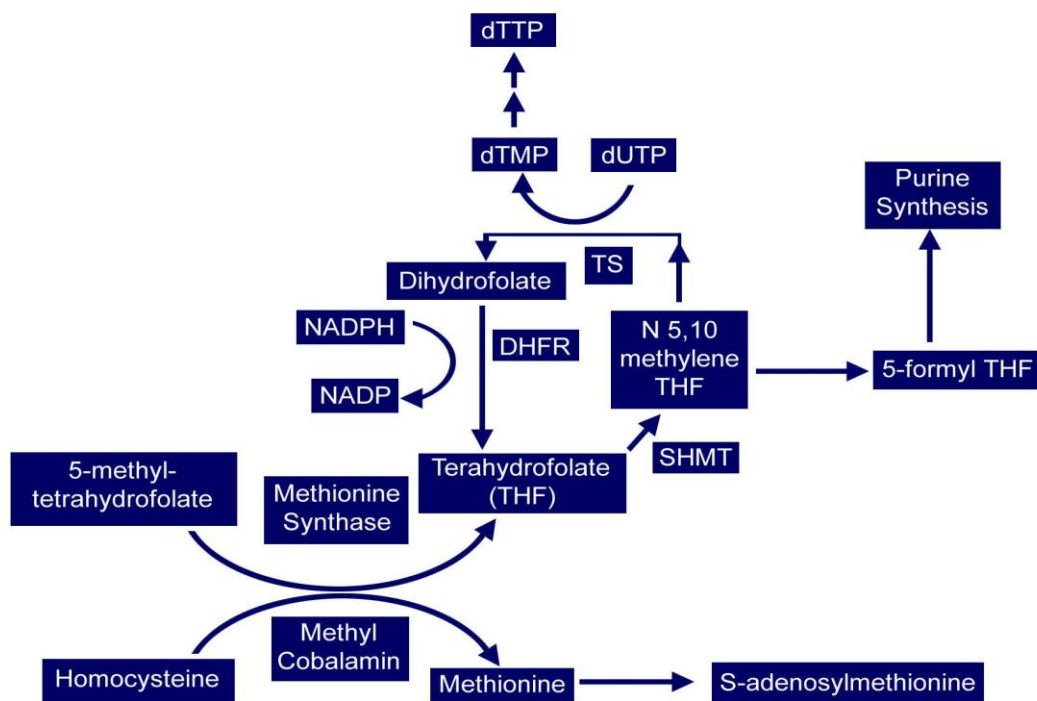 dTTP
dTMP
dUTP
Purine
Synthesis
TS
Dihydrofolate
NADPH
DHFR
N 5,10
methylene
THF
5-formyl THF
NADP
SHMT
5-methyl-
tetrahydrofolate
Methionine
Synthase
Terahydrofolate
(THF)
Methyl
Cobalamin
Homocysteine
Methionine
S-adenosylmethionine